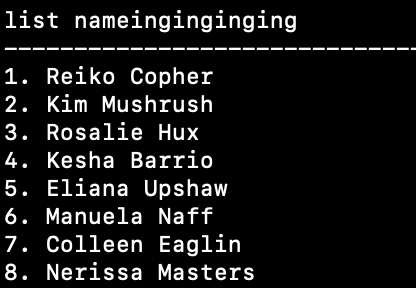 list nameinginginging
------------------------------
1. Reiko Copher
2. Kim Mushrush
3. Rosalie Hux
4. Kesha Barrio
5. Eliana Upshaw
6. Manuela Naff
7. Colleen Eaglin
8. Nerissa Masters